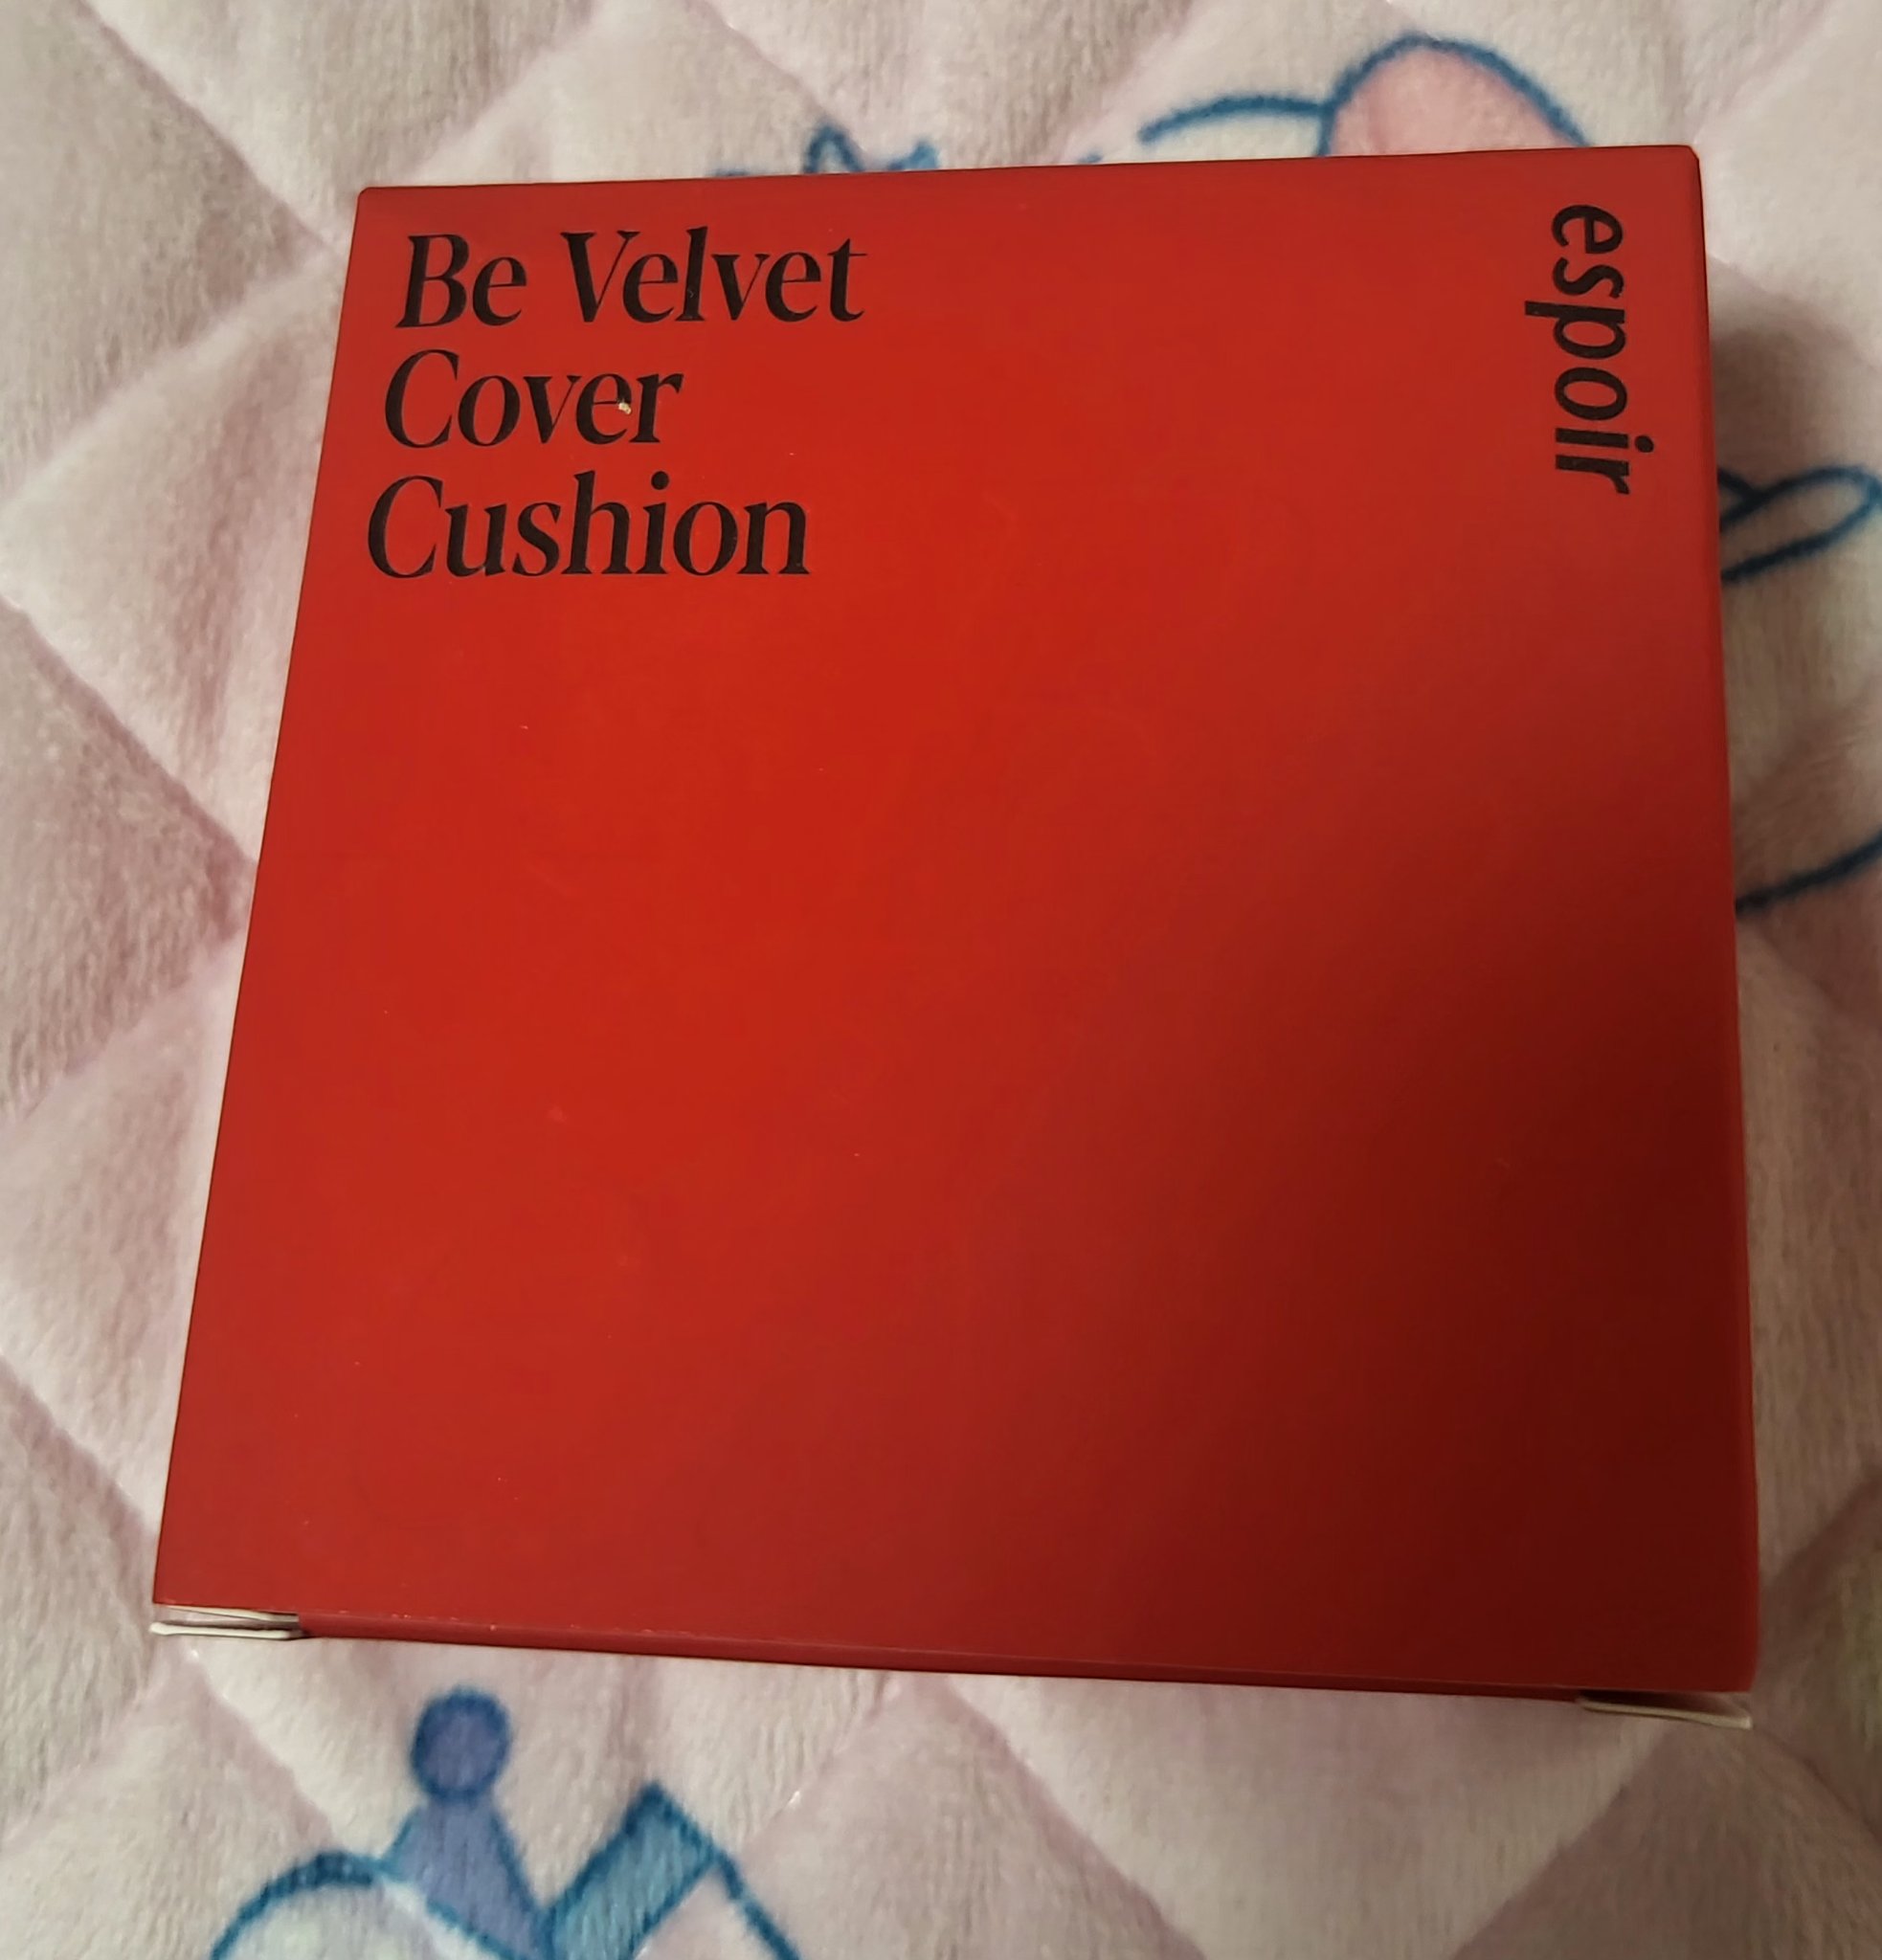 Be Velvet
Cover
Cushion
espoir